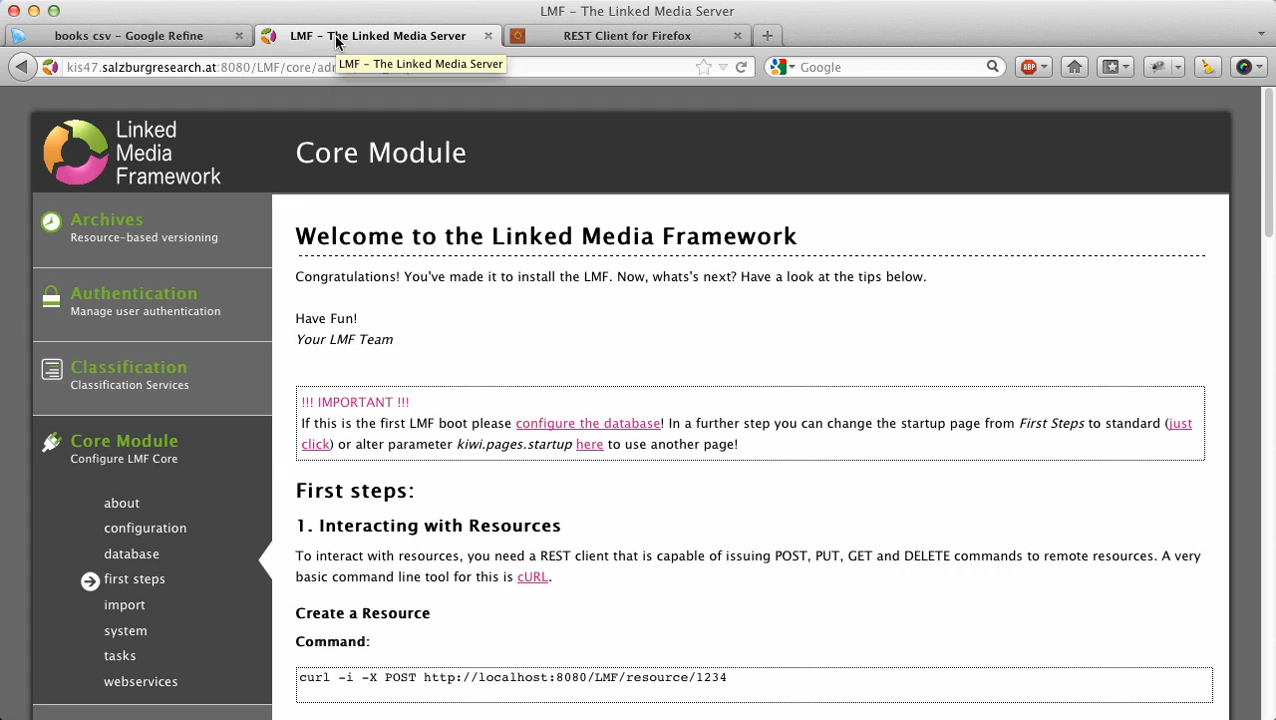 LMF – The Linked Media Server
books csv – Google Refine
LMF – The Linked Media Server
REST Client for Firefox
kis47.salzburgresearch.at:8080/LMF/core/adm
LMF – The Linked Media Server
Google
ABP
Linked
Media
Framework
Core Module
Archives
Resource-based versioning
Authentication
Manage user authentication
Classification
Classification Services
Core Module
Configure LMF Core
about
configuration
database
first steps
import
system
tasks
webservices
Welcome to the Linked Media Framework
Congratulations! You've made it to install the LMF. Now, whats's next? Have a look at the tips below.
Have Fun!
Your LMF Team
!!! IMPORTANT !!!
If this is the first LMF boot please configure the database! In a further step you can change the startup page from First Steps to standard (just
click) or alter parameter kiwi.pages.startup here to use another page!
First steps:
1. Interacting with Resources
To interact with resources, you need a REST client that is capable of issuing POST, PUT, GET and DELETE commands to remote resources. A very
basic command line tool for this is cURL.
Create a Resource
Command:
curl -i -X POST http://localhost:8080/LMF/resource/1234